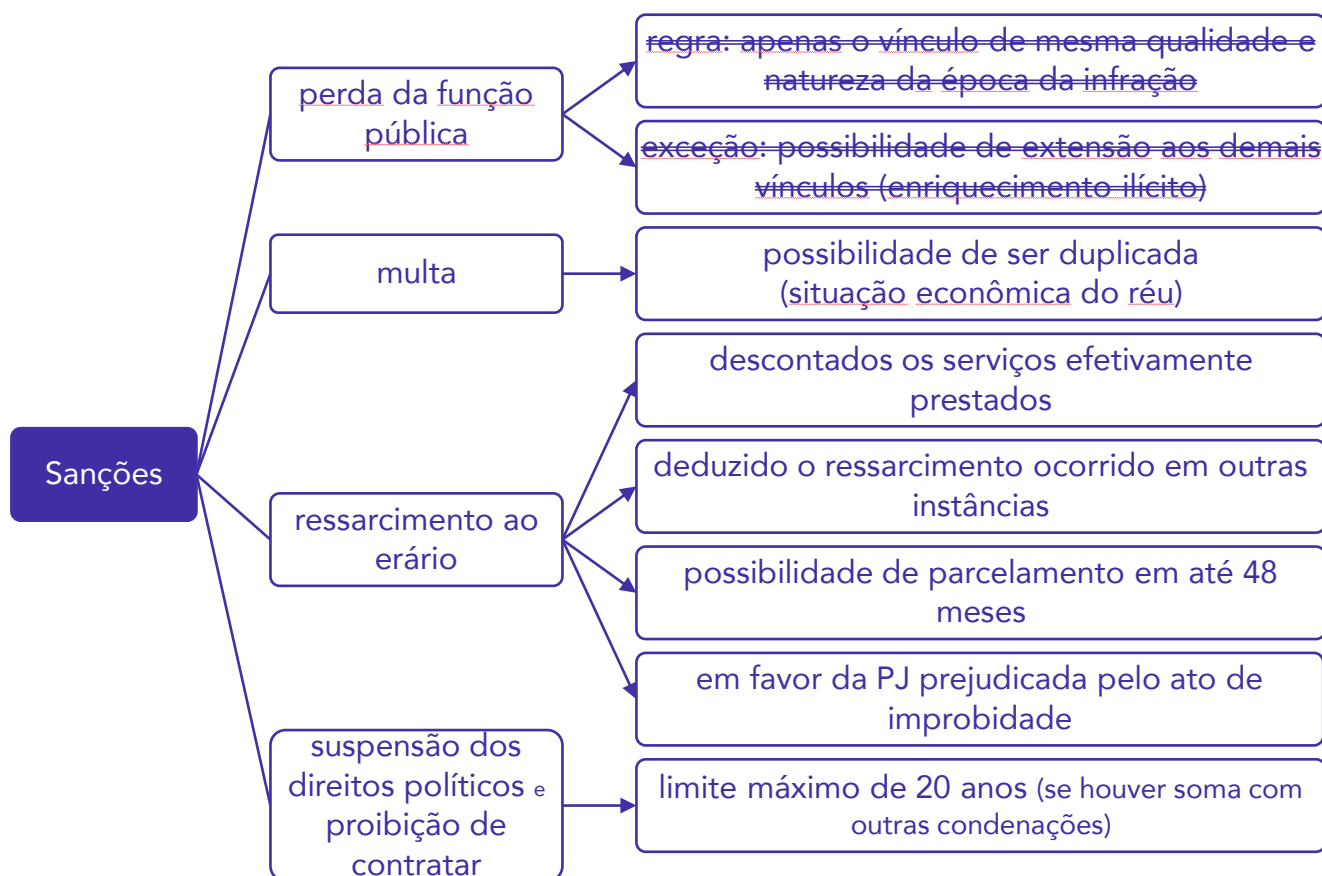 Sanções
perda da função
pública
regra: apenas o vínculo de mesma qualidade e
natureza da época da infração
exceção: possibilidade de extensão aos demais
vínculos (enriquecimento ilícito)
multa
possibilidade de ser duplicada
(situação econômica do réu)
ressarcimento ao
erário
descontados os serviços efetivamente
prestados
deduzido o ressarcimento ocorrido em outras
instâncias
possibilidade de parcelamento em até 48
meses
em favor da PJ prejudicada pelo ato de
improbidade
suspensão dos
direitos políticos e
proibição de
contratar
limite máximo de 20 anos (se houver soma com
outras condenações)